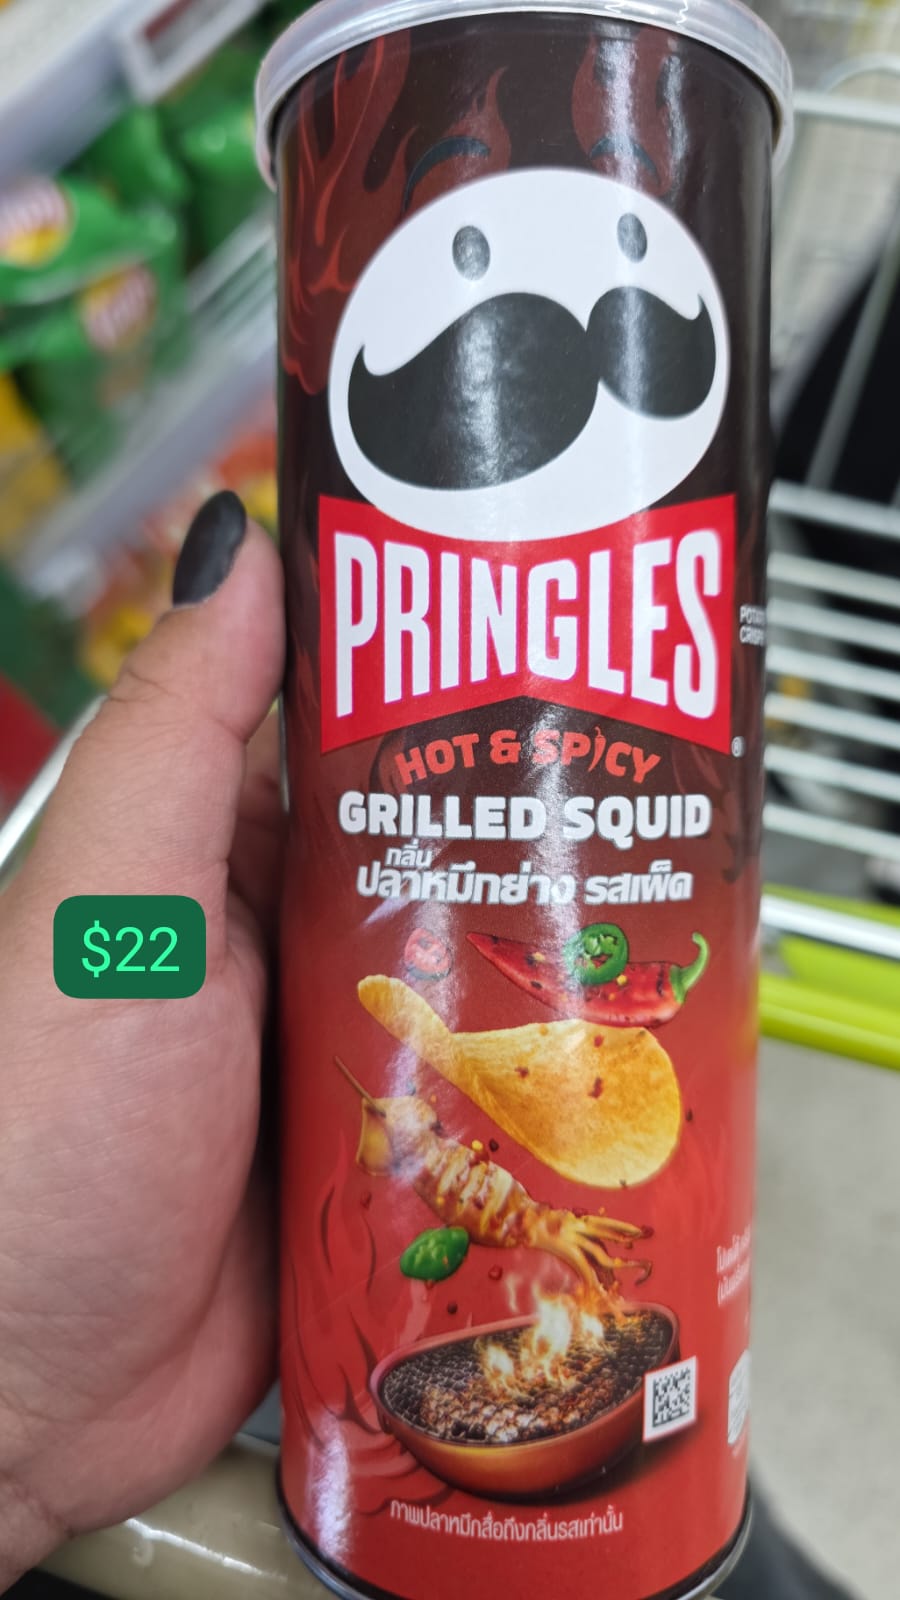 PRINGLES
®
HOT & SPICY
GRILLED SQUID
กลิ่น
ปลาหมึกย่าง รสเผ็ด
$22
ภาพปลาหมึกสื่อถึงกลิ่นรสเท่านั้น